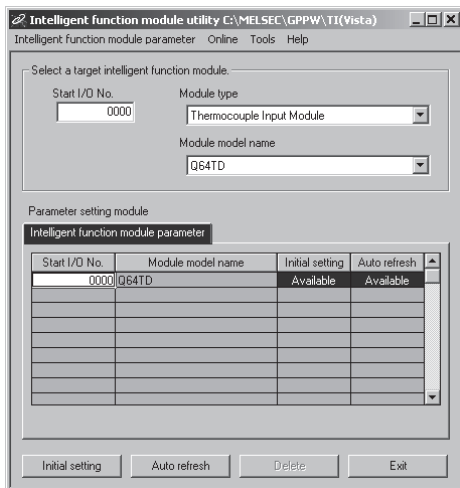 Intelligent function module utility C:\MELSEC\GPPW\TI(Vista)
Intelligent function module parameter Online Tools Help
Select a target intelligent function module.
Start I/O No. Module type
0000 Thermocouple Input Module
Module model name
Q64TD
Parameter setting module
Intelligent function module parameter
Start I/O No. Module model name Initial setting Auto refresh
0000 Q64TD Available Available
Initial setting Auto refresh Delete Exit